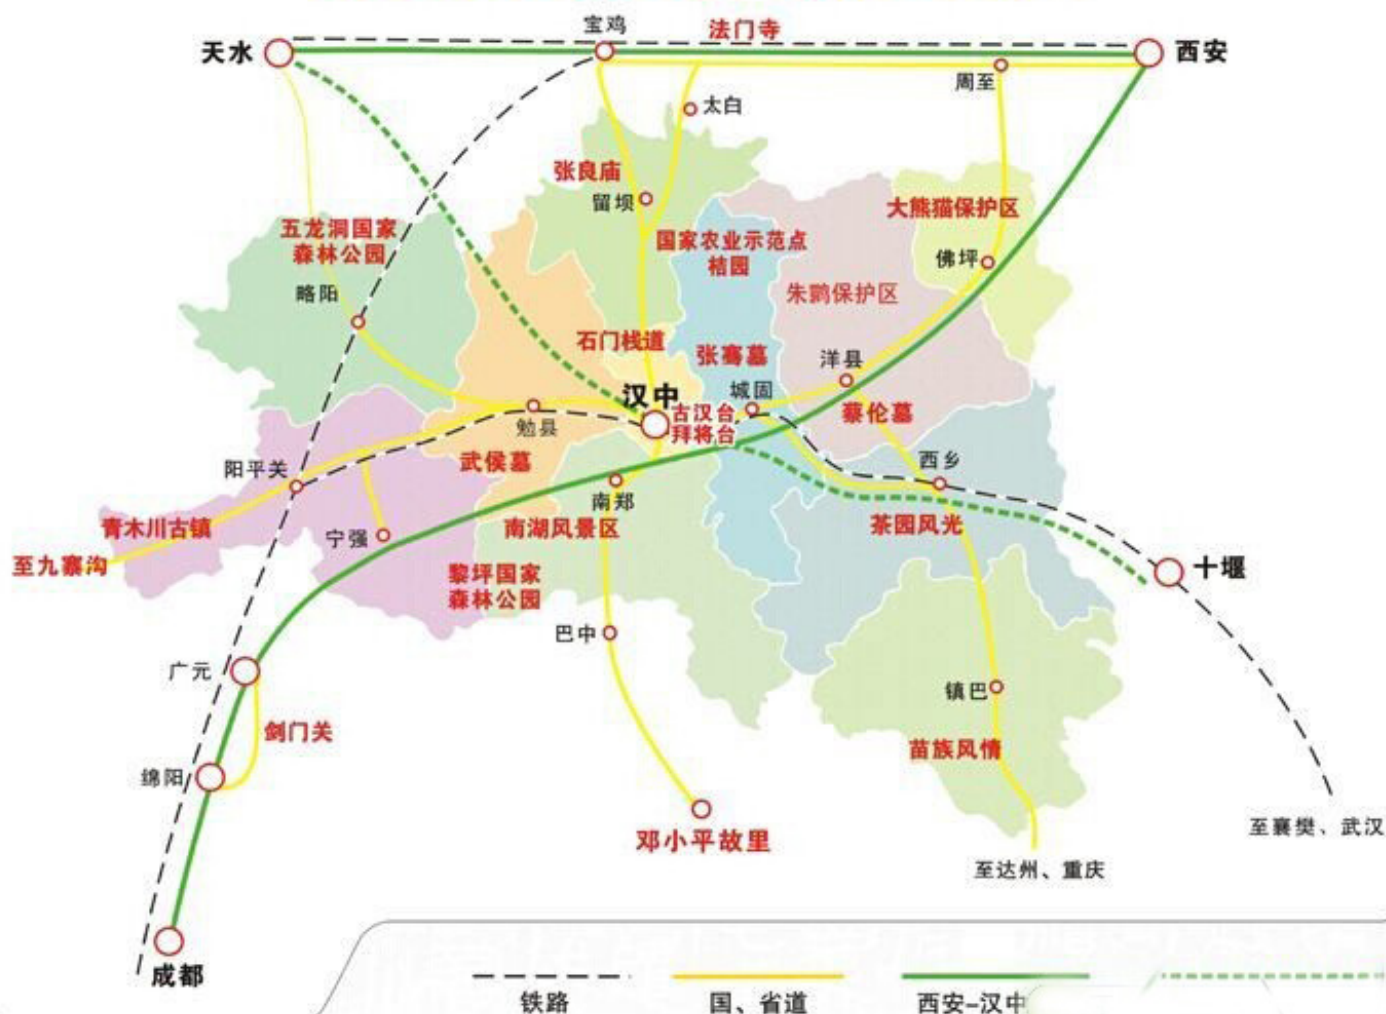 宝鸡
法门寺
天水
西安
周至
太白
张良庙
留坝
大熊猫保护区
五龙洞国家
森林公园
国家农业示范点
桔园
佛坪
略阳
朱鹮保护区
石门栈道
张骞墓
洋县
汉中
城固
古汉台
拜将台
蔡伦墓
勉县
武侯墓
西乡
阳平关
南郑
青木川古镇
宁强
南湖风景区
茶园风光
至九寨沟
黎坪国家
森林公园
十堰
巴中
广元
镇巴
剑门关
苗族风情
绵阳
邓小平故里
至襄樊、武汉
至达州、重庆
成都
铁路
国、省道
西安-汉中